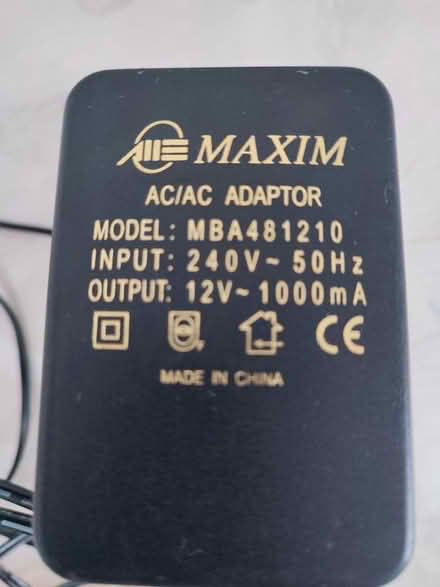 MAXIM
AC/AC ADAPTOR
MODEL: MBA481210
INPUT: 240V~ 50Hz
OUTPUT: 12V~ 1000mA
CE
MADE IN CHINA